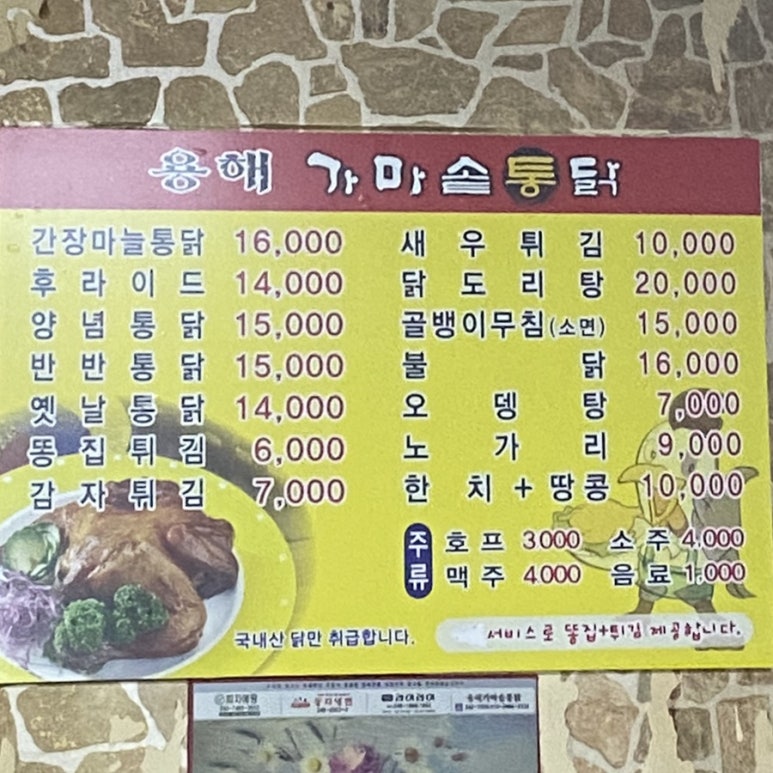 용해 가마솥통닭
간장마늘통닭 16,000
후라이드 14,000
양념통닭 15,000
반반통닭 15,000
옛날통닭 14,000
똥집튀김 6,000
감자튀김 7,000
새우튀김 10,000
닭도리탕 20,000
골뱅이무침(소면) 15,000
불닭 16,000
오뎅탕 7,000
노가리 9,000
한치+땅콩 10,000
주류
호프 3000 소주 4,000
맥주 4000 음료 1,000
국내산 닭만 취급합니다.
서비스로 똥집+튀김 제공합니다.